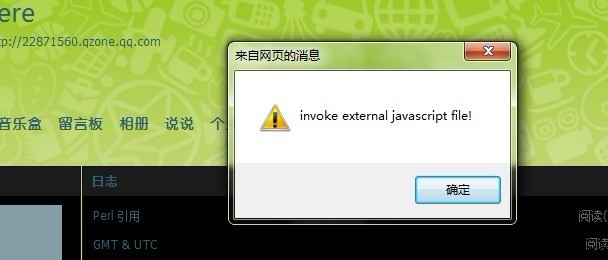 ere
tp://22871560.qzone.qq.com
来自网页的消息
invoke external javascript file!
确定
音乐盒 留言板 相册 说说 个
日志
Perl 引用 阅读(
GMT & UTC 阅读